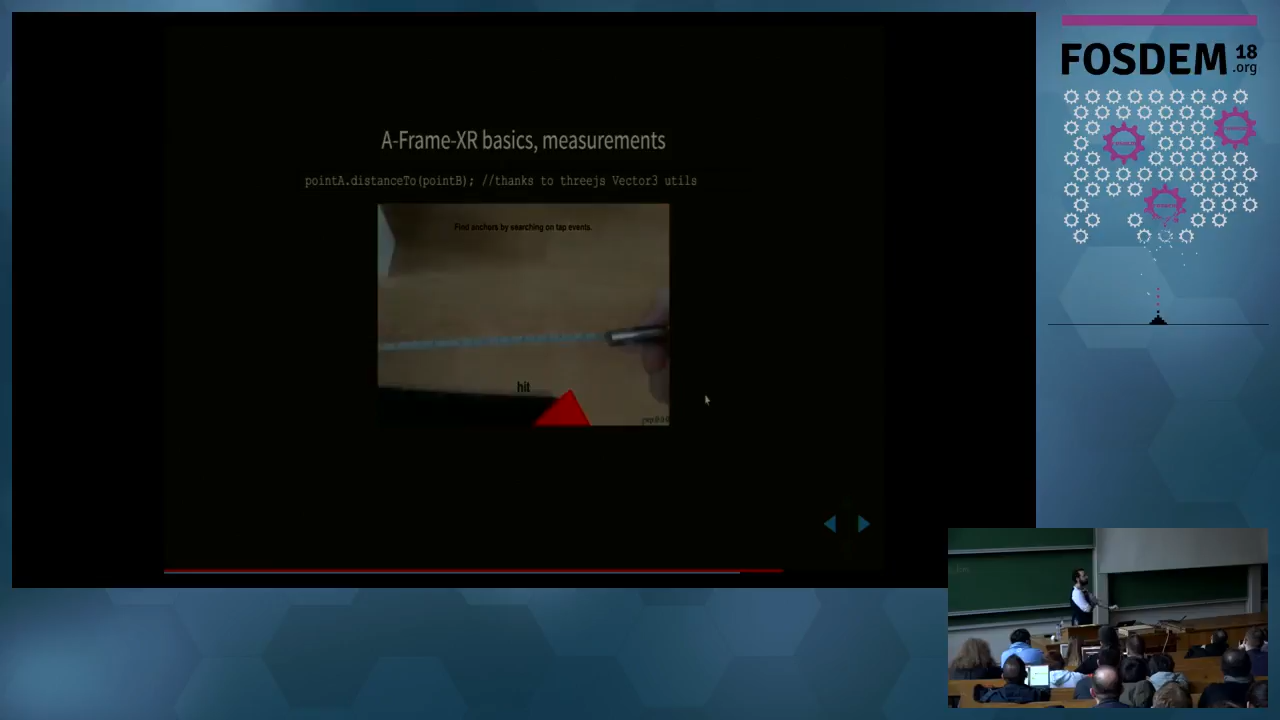 A-Frame-XR basics, measurements
pointA.distanceTo(pointB); //thanks to threejs Vector3 utils
Find anchors by searching on tap events.
hit
FOSDEM 18
.org